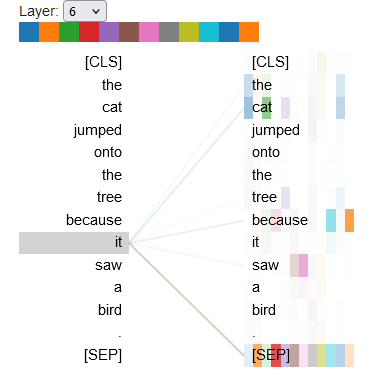 Layer: 6
[CLS] [CLS]
the the
cat cat
jumped jumped
onto onto
the the
tree tree
because because
it it
saw saw
a a
bird bird
. .
[SEP] [SEP]